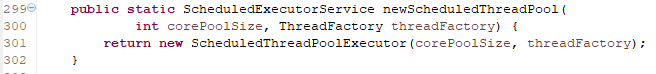 299 public static ScheduledExecutorService newScheduledThreadPool(
300 int corePoolSize, ThreadFactory threadFactory) {
301 return new ScheduledThreadPoolExecutor(corePoolSize, threadFactory);
302 }